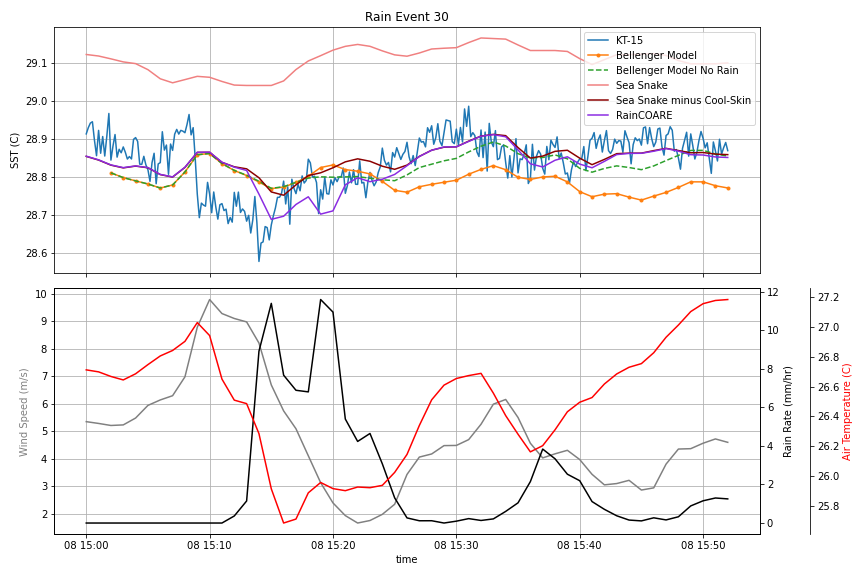 Rain Event 30
SST (C)
29.1
29.0
28.9
28.8
28.7
28.6
KT-15
Bellenger Model
Bellenger Model No Rain
Sea Snake
Sea Snake minus Cool-Skin
RainCOARE
Wind Speed (m/s)
10
9
8
7
6
5
4
3
2
12
10
8
6
4
2
0
Rain Rate (mm/hr)
27.2
27.0
26.8
26.6
26.4
26.2
26.0
25.8
Air Temperature (C)
08 15:00 08 15:10 08 15:20 08 15:30 08 15:40 08 15:50
time